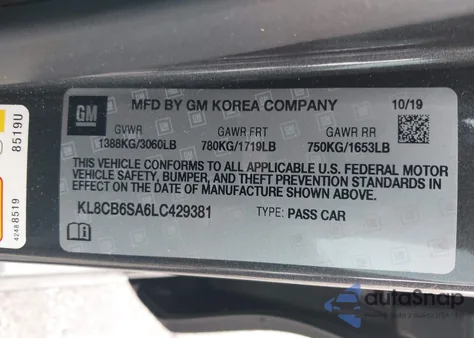 GM
MFD BY GM KOREA COMPANY 10/19
GVWR GAWR FRT GAWR RR
1388KG/3060LB 780KG/1719LB 750KG/1653LB
THIS VEHICLE CONFORMS TO ALL APPLICABLE U.S. FEDERAL MOTOR
VEHICLE SAFETY, BUMPER, AND THEFT PREVENTION STANDARDS IN
EFFECT ON THE DATE OF MANUFACTURE SHOWN ABOVE.
KL8CB6SA6LC429381 TYPE: PASS CAR
8519U
42488519
autoSnap